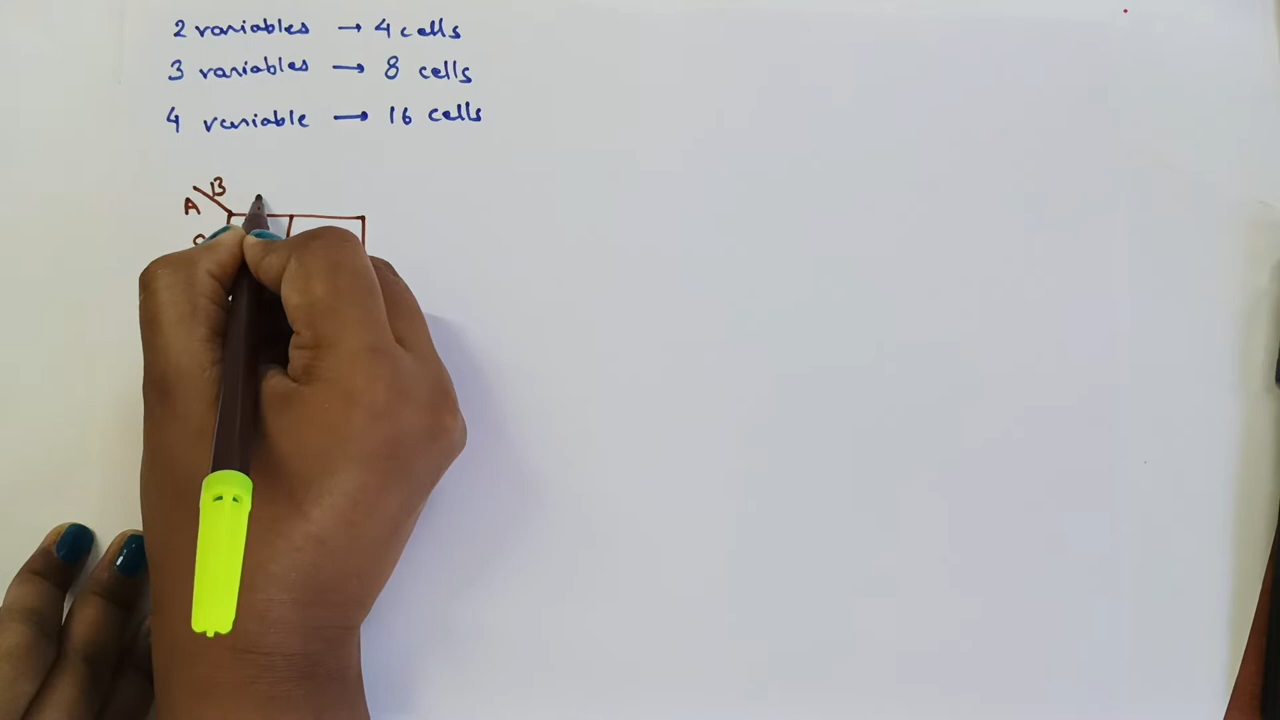 2 variables → 4 cells
3 variables → 8 cells
4 variable → 16 cells
B
A